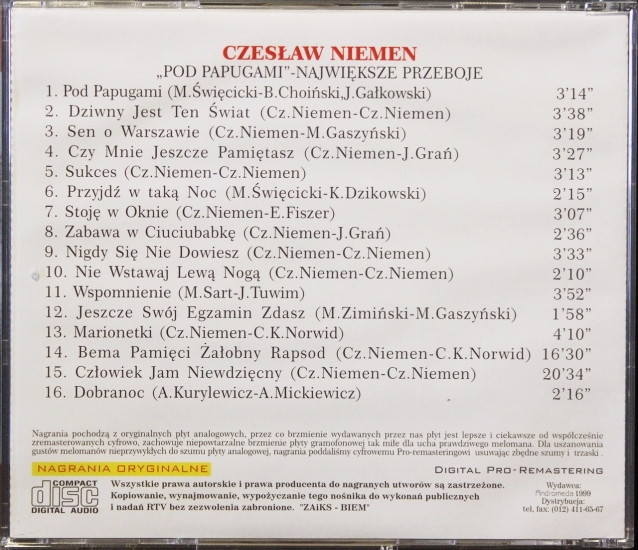 CZESŁAW NIEMEN
„POD PAPUGAMI”-NAJWIĘKSZE PRZEBOJE
1. Pod Papugami (M.Święcicki-B.Choiński,J.Gałkowski) 3’14”
2. Dziwny Jest Ten Świat (Cz.Niemen-Cz.Niemen) 3’38”
3. Sen o Warszawie (Cz.Niemen-M.Gaszyński) 3’19”
4. Czy Mnie Jeszcze Pamiętasz (Cz.Niemen-J.Grań) 3’27”
5. Sukces (Cz.Niemen-Cz.Niemen) 3’13”
6. Przyjdź w taką Noc (M.Święcicki-K.Dzikowski) 2’15”
7. Stoję w Oknie (Cz.Niemen-E.Fiszer) 3’07”
8. Zabawa w Ciuciubabkę (Cz.Niemen-J.Grań) 2’36”
9. Nigdy Się Nie Dowiesz (Cz.Niemen-Cz.Niemen) 3’33”
10. Nie Wstawaj Lewą Nogą (Cz.Niemen-Cz.Niemen) 2’10”
11. Wspomnienie (M.Sart-J.Tuwim) 3’52”
12. Jeszcze Swój Egzamin Zdasz (M.Zimiński-M.Gaszyński) 1’58”
13. Marionetki (Cz.Niemen-C.K.Norwid) 4’10”
14. Bema Pamięci Żałobny Rapsod (Cz.Niemen-C.K.Norwid) 16’30”
15. Człowiek Jam Niewdzięczny (Cz.Niemen-Cz.Niemen) 20’34”
16. Dobranoc (A.Kurylewicz-A.Mickiewicz) 2’16”
Nagrania pochodzą z oryginalnych płyt analogowych, przez co brzmienie wydawanych przez nas płyt jest lepsze i ciekawsze od współcześnie
zremasterowanych cyfrowo, zachowuje niepowtarzalne brzmienie płyty gramofonowej tak miłe dla ucha prawdziwego melomana. Dla uszanowania
gustów melomanów nieprzywykłych do szumu płyty analogowej, nagrania poddaliśmy cyfrowemu Pro-remasteringowi usuwając zbędne szumy i trzaski .
NAGRANIA ORYGINALNE
DIGITAL PRO-REMASTERING
COMPACT
disc
DIGITAL AUDIO
Wszystkie prawa autorskie i prawa producenta do nagranych utworów są zastrzeżone.
Kopiowanie, wynajmowanie, wypożyczanie tego nośnika do wykonań publicznych
i nadań RTV bez zezwolenia zabronione. "ZAiKS - BIEM"
Wydawca:
Andromeda 1999
Dystrybucja:
tel, fax: (012) 411-65-67